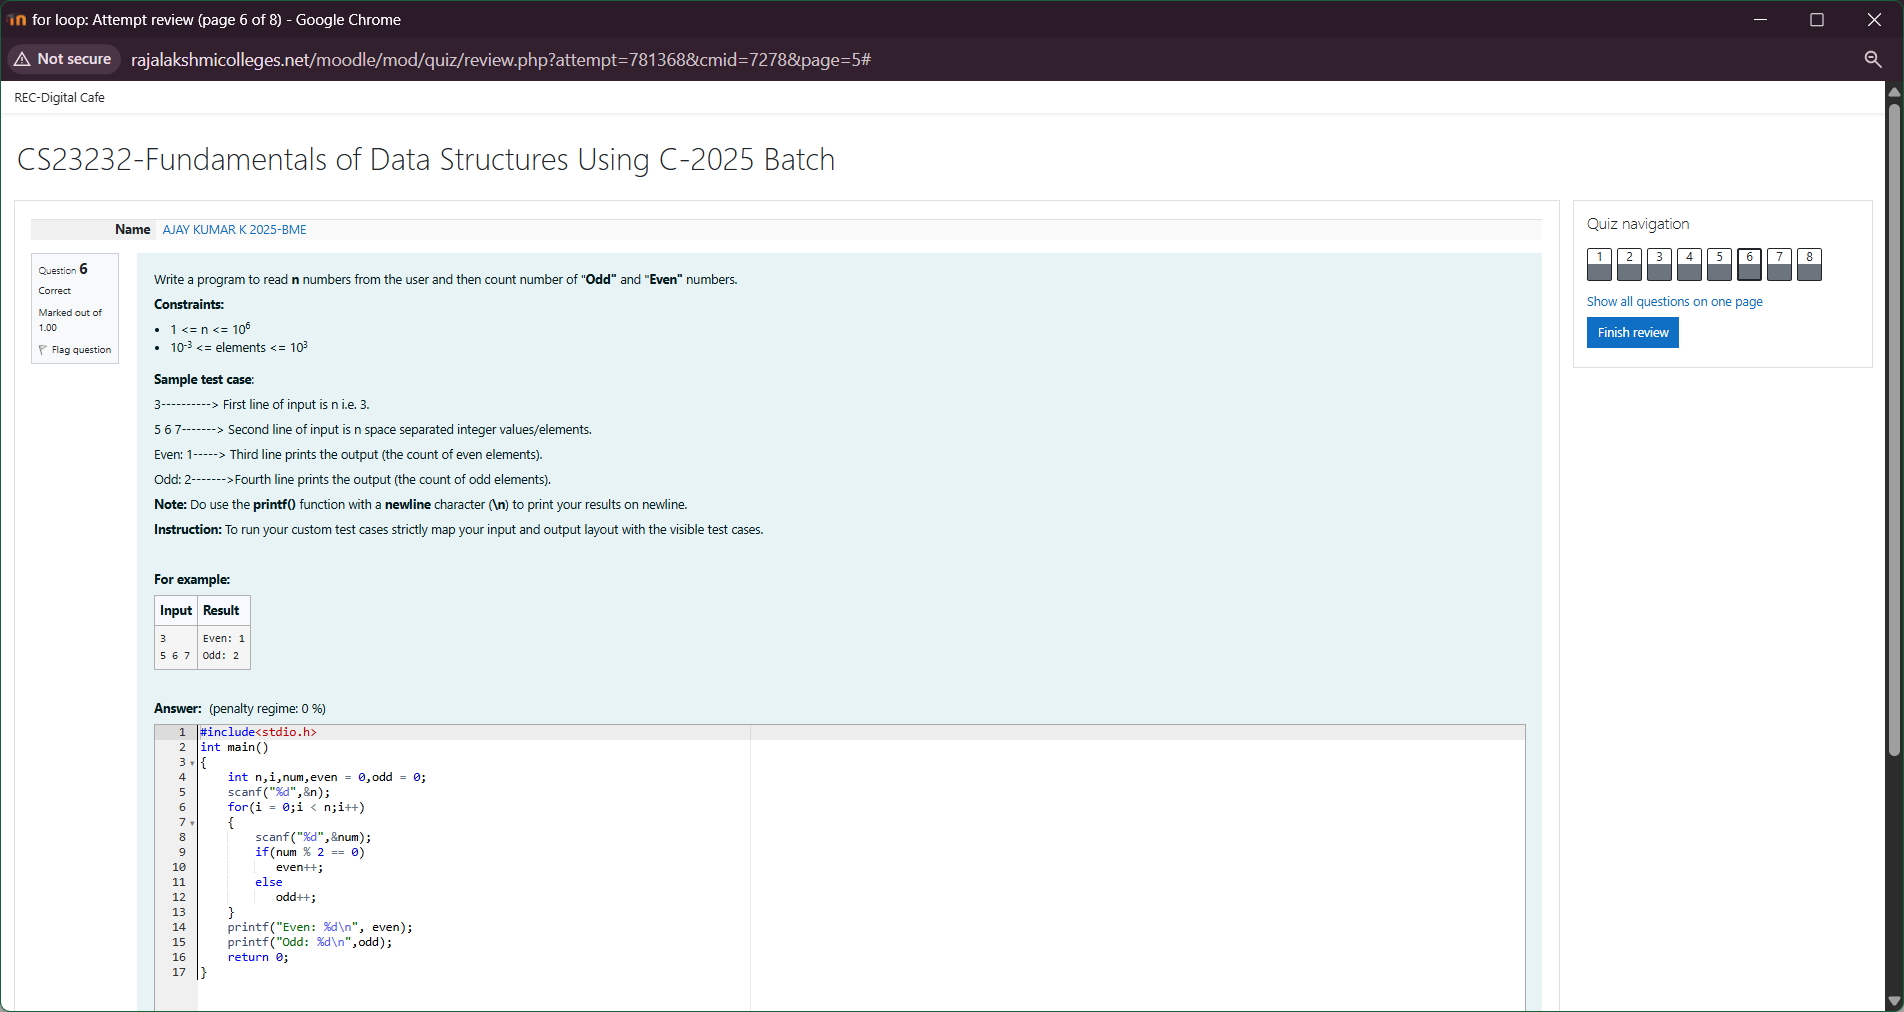 for loop: Attempt review (page 6 of 8) - Google Chrome
Not secure rajalakshmicolleges.net/moodle/mod/quiz/review.php?attempt=781368&cmid=7278&page=5#
REC-Digital Cafe
CS23232-Fundamentals of Data Structures Using C-2025 Batch
Name AJAY KUMAR K 2025-BME
Question 6
Correct
Marked out of
1.00
Flag question
Write a program to read n numbers from the user and then count number of "Odd" and "Even" numbers.
Constraints:
• 1 <= n <= 10⁶
• 10⁻³ <= elements <= 10³
Sample test case:
3----------> First line of input is n i.e. 3.
5 6 7-------> Second line of input is n space separated integer values/elements.
Even: 1-----> Third line prints the output (the count of even elements).
Odd: 2------->Fourth line prints the output (the count of odd elements).
Note: Do use the printf() function with a newline character (\n) to print your results on newline.
Instruction: To run your custom test cases strictly map your input and output layout with the visible test cases.
For example:
Input Result
3 Even: 1
5 6 7 Odd: 2
Answer: (penalty regime: 0 %)
1 #include<stdio.h>
2 int main()
3 {
4     int n,i,num,even = 0,odd = 0;
5     scanf("%d",&n);
6     for(i = 0;i < n;i++)
7     {
8         scanf("%d",&num);
9         if(num % 2 == 0)
10            even++;
11        else
12            odd++;
13    }
14    printf("Even: %d\n", even);
15    printf("Odd: %d\n",odd);
16    return 0;
17 }
Quiz navigation
1 2 3 4 5 6 7 8
Show all questions on one page
Finish review